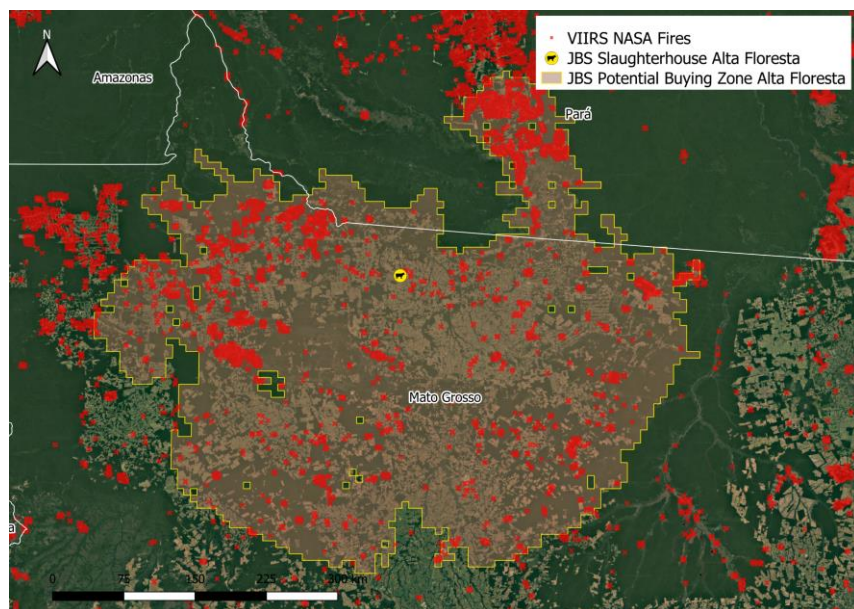 N
VIIRS NASA Fires
JBS Slaughterhouse Alta Floresta
JBS Potential Buying Zone Alta Floresta
Amazonas
Pará
Mato Grosso
a
0 75 150 225 300 km